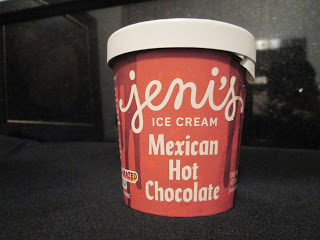 jeni's
ICE CREAM
Mexican
Hot
Chocolate